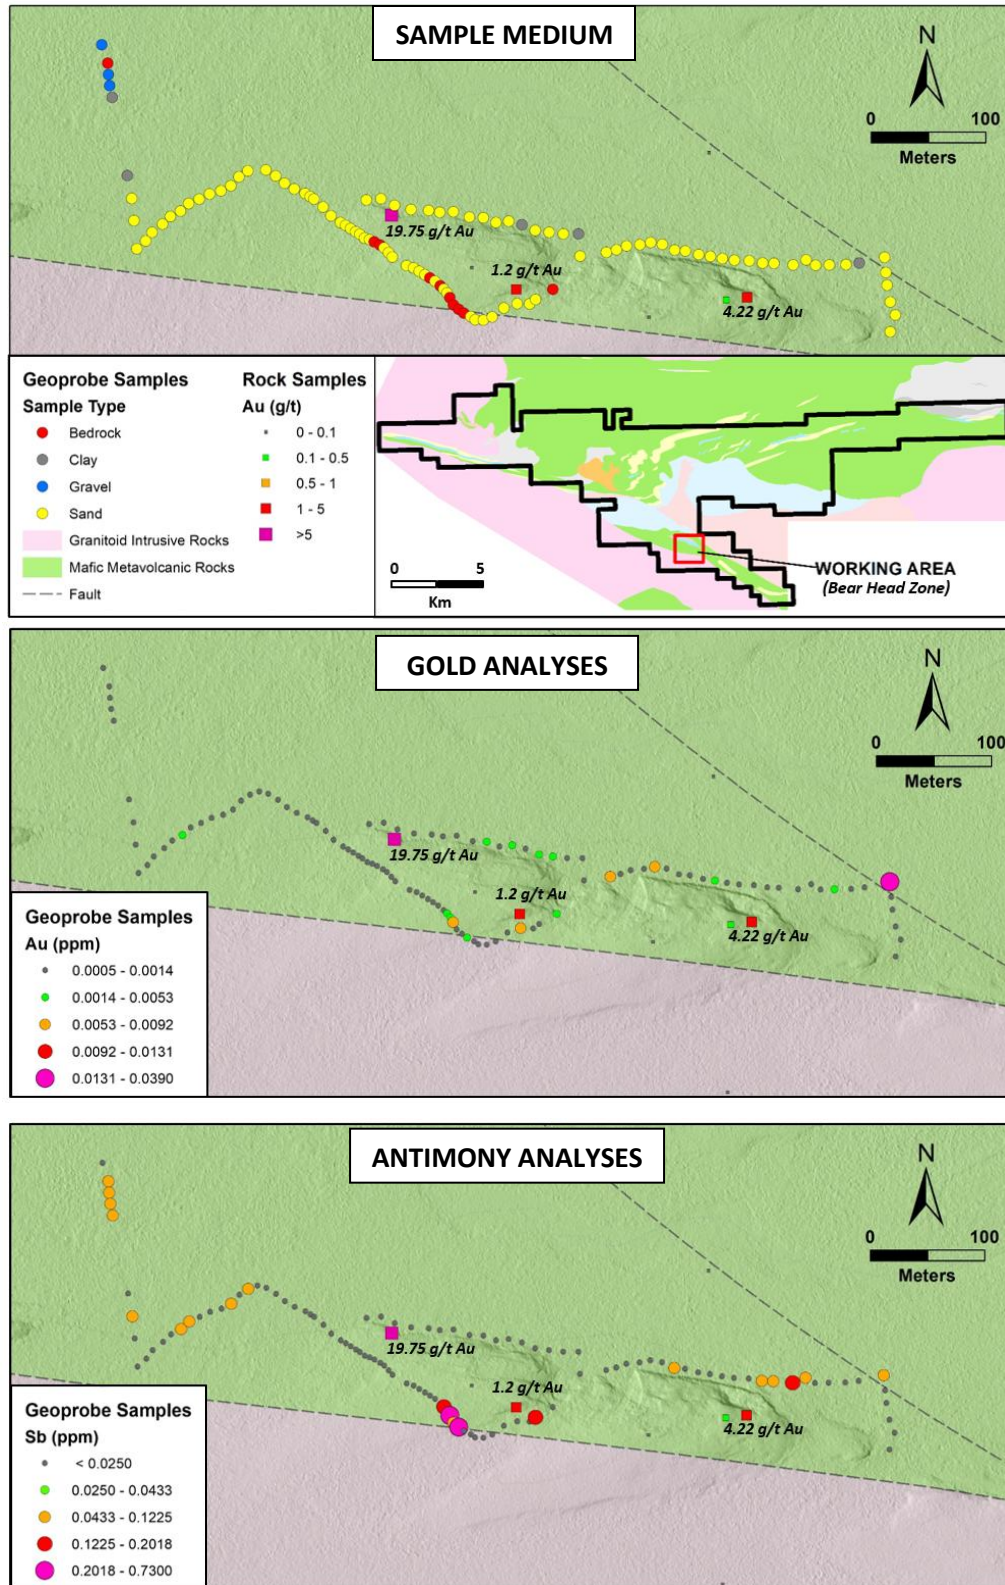 SAMPLE MEDIUM
N
0 100
Meters
19.75 g/t Au
1.2 g/t Au
4.22 g/t Au
Geoprobe Samples
Sample Type
Bedrock
Clay
Gravel
Sand
Granitoid Intrusive Rocks
Mafic Metavolcanic Rocks
Fault
Rock Samples
Au (g/t)
0 - 0.1
0.1 - 0.5
0.5 - 1
1 - 5
>5
0 5
Km
WORKING AREA
(Bear Head Zone)
GOLD ANALYSES
N
0 100
Meters
19.75 g/t Au
1.2 g/t Au
4.22 g/t Au
Geoprobe Samples
Au (ppm)
0.0005 - 0.0014
0.0014 - 0.0053
0.0053 - 0.0092
0.0092 - 0.0131
0.0131 - 0.0390
ANTIMONY ANALYSES
N
0 100
Meters
19.75 g/t Au
1.2 g/t Au
4.22 g/t Au
Geoprobe Samples
Sb (ppm)
< 0.0250
0.0250 - 0.0433
0.0433 - 0.1225
0.1225 - 0.2018
0.2018 - 0.7300